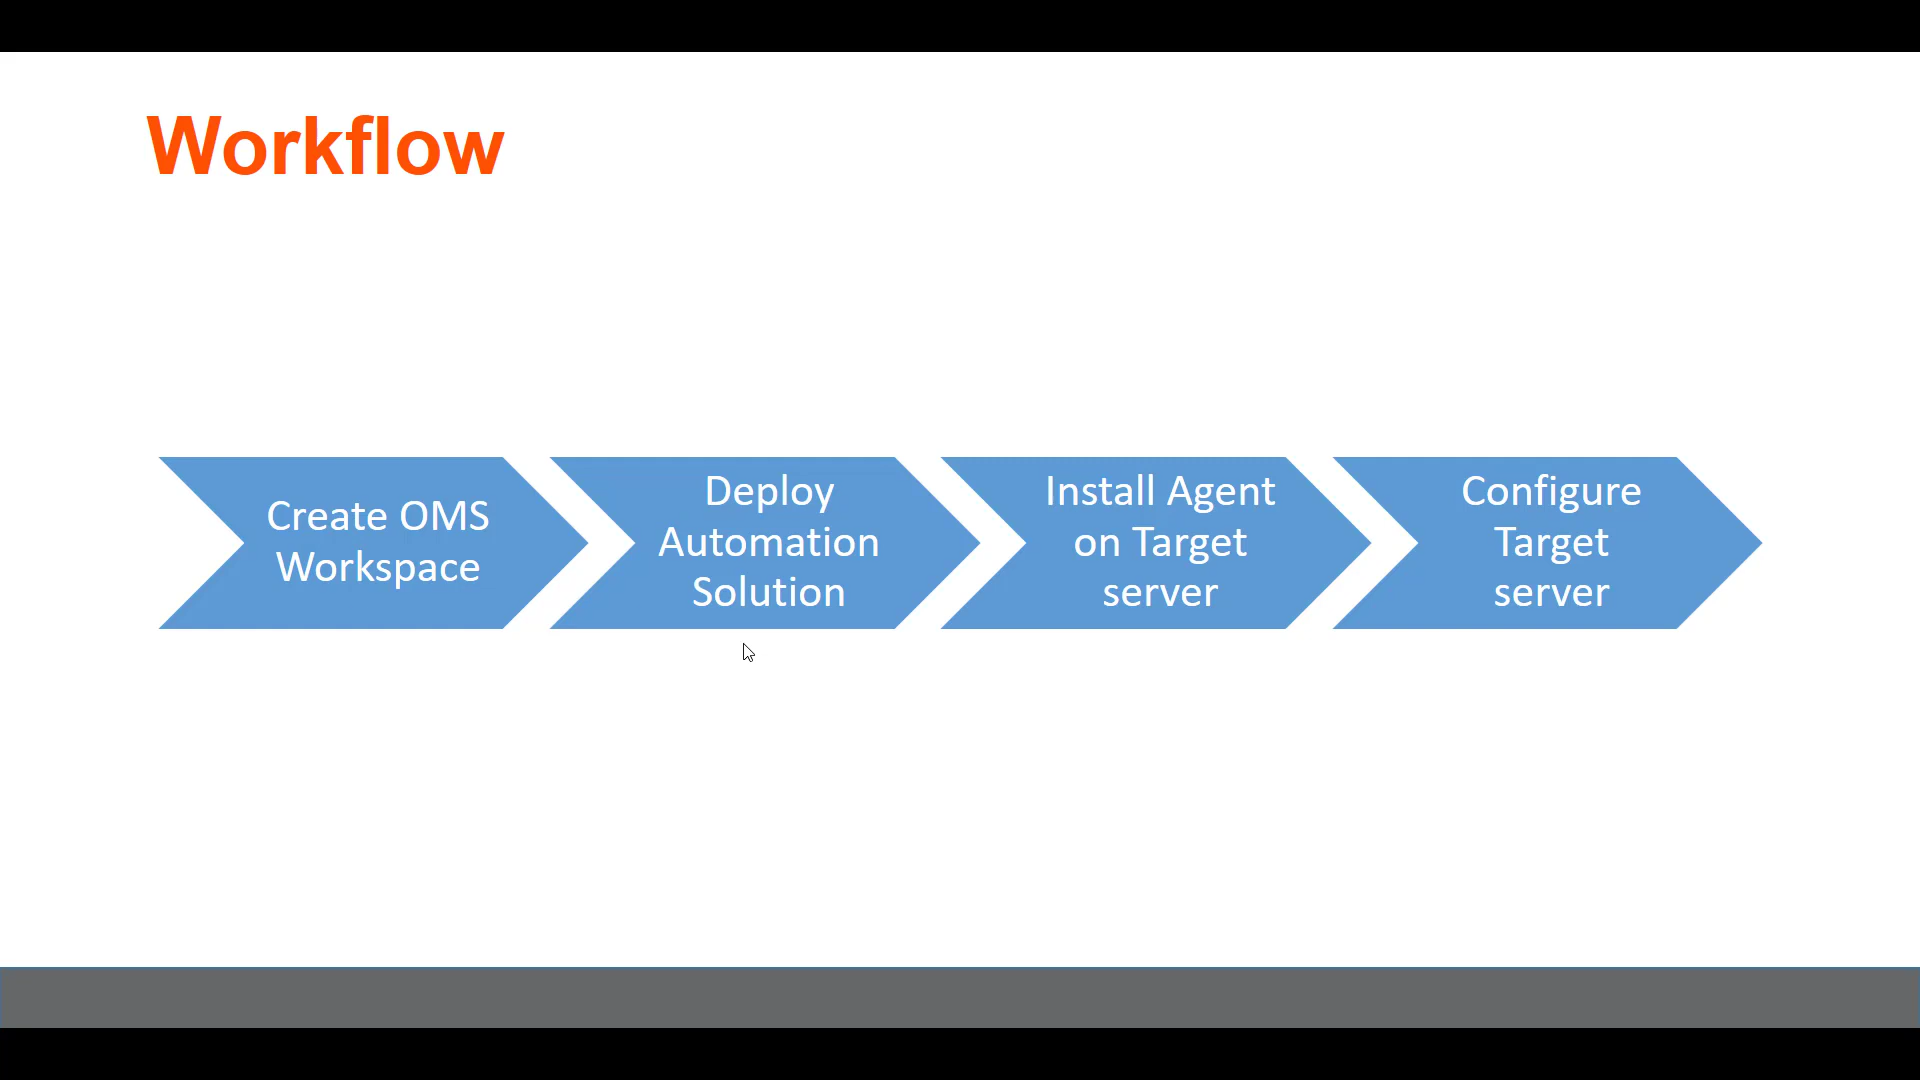 Workflow
Create OMS
Workspace
Deploy
Automation
Solution
Install Agent
on Target
server
Configure
Target
server